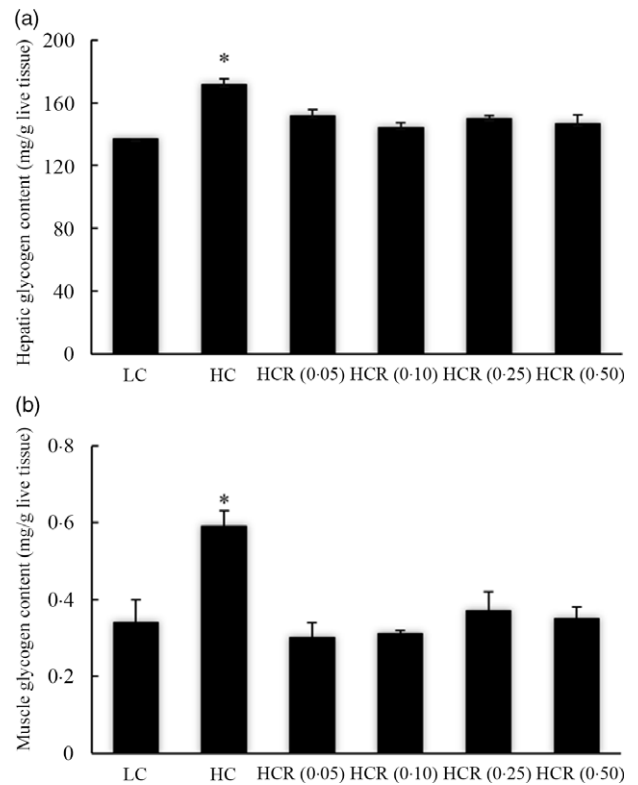 (a)
Hepatic glycogen content (mg/g live tissue)
200
160
120
80
40
0
*
LC HC HCR (0·05) HCR (0·10) HCR (0·25) HCR (0·50)
(b)
Muscle glycogen content (mg/g live tissue)
0·8
0·6
0·4
0·2
0
*
LC HC HCR (0·05) HCR (0·10) HCR (0·25) HCR (0·50)